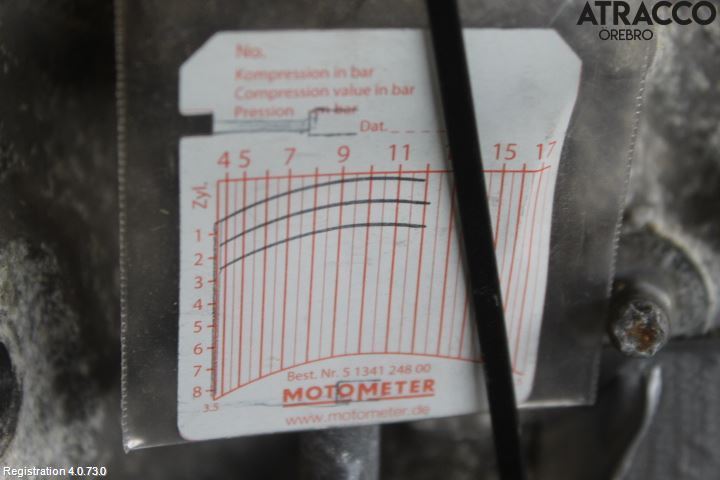 ATRACCO
ÖREBRO
No.
Kompression in bar
Compression value in bar
Pression in bar
Dat.
4 5 7 9 11 15 17
Zyl.
1
2
3
4
5
6
7
8
3.5
Best. Nr. 5 1341 248 00
MOTOMETER
www.motometer.de
Registration 4.0.73.0